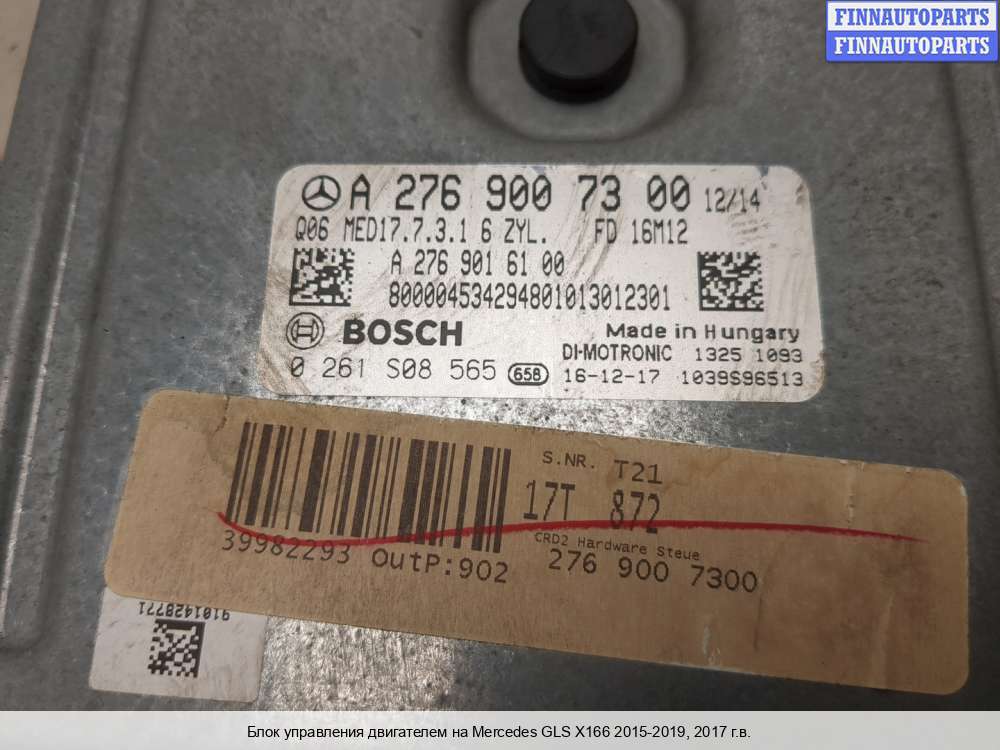 FINNAUTOPARTS
FINNAUTOPARTS
A 276 900 73 00 12/14
Q06 MED17.7.3.1 6 ZYL. FD 16M12
A 276 901 61 00
80000453429480101301 2301
BOSCH
Made in Hungary
DI-MOTRONIC 1325 1093
0 261 S08 565 658 16-12-17 1039S96513
S.NR. T21
17T 872
39982293 OutP:902
CRD2 Hardware Steue
276 900 7300
9101428771
Блок управления двигателем на Mercedes GLS X166 2015-2019, 2017 г.в.